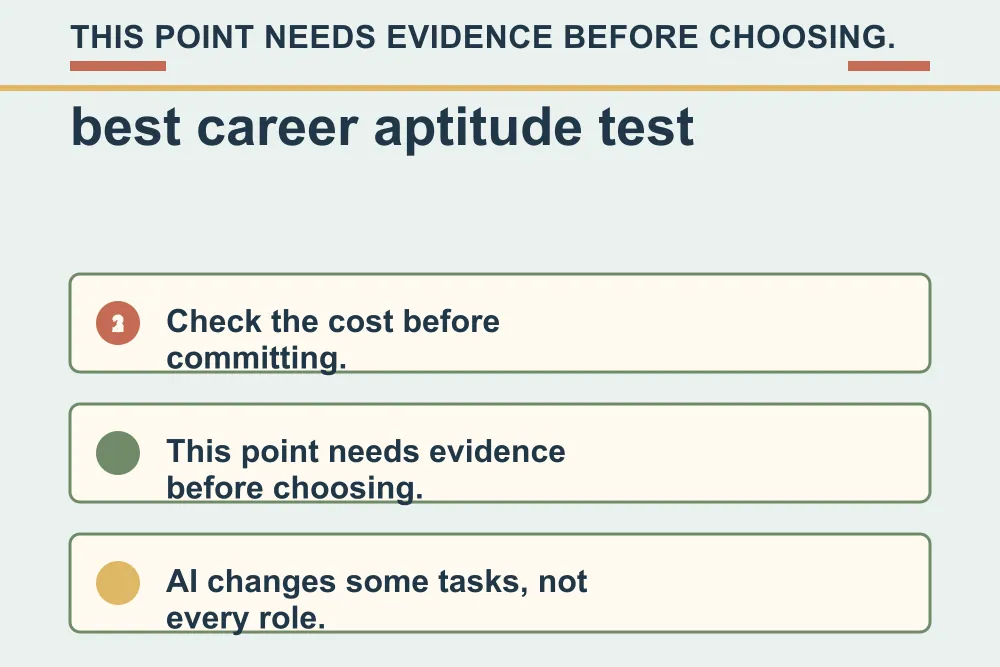 THIS POINT NEEDS EVIDENCE BEFORE CHOOSING.
best career aptitude test
Check the cost before
committing.
This point needs evidence
before choosing.
AI changes some tasks, not
every role.